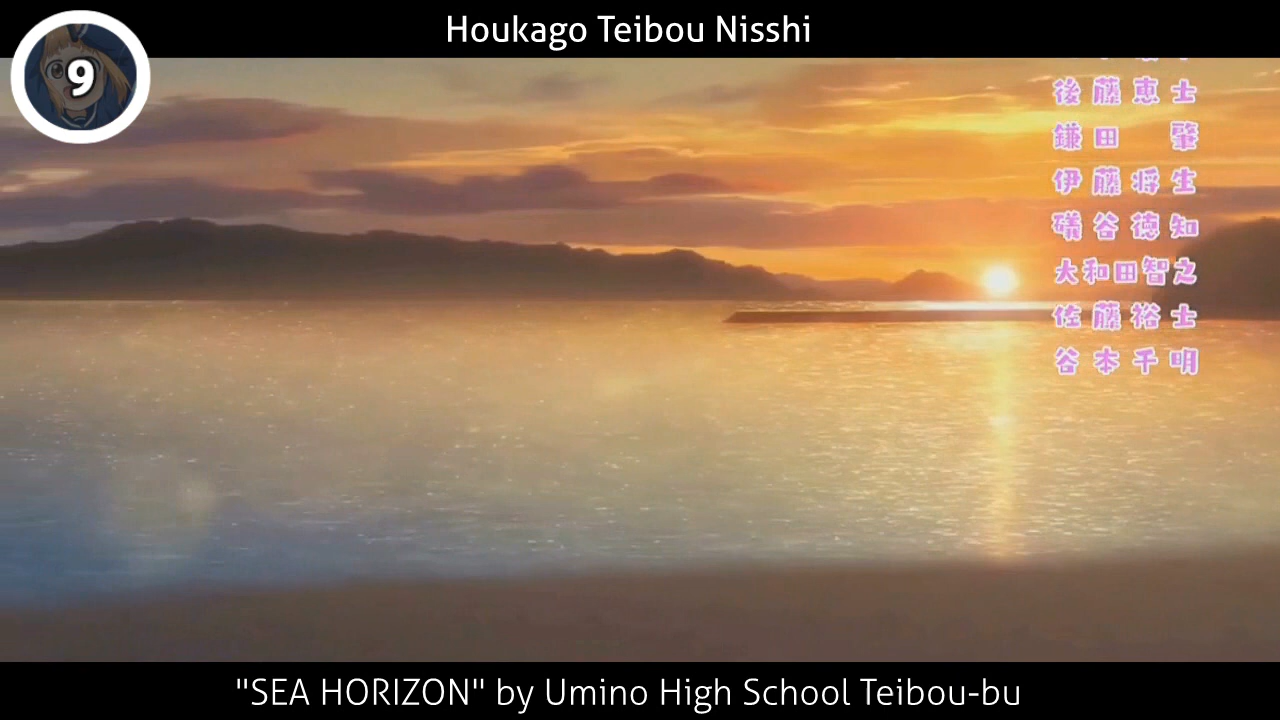 Houkago Teibou Nisshi
9
後藤恵士
鎌田 肇
伊藤将生
礒谷徳知
大和田智之
佐藤裕士
谷本千明
"SEA HORIZON" by Umino High School Teibou-bu